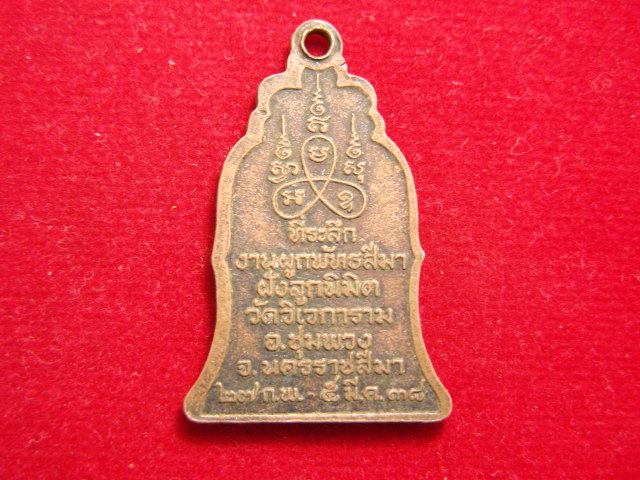 ที่ระลึก
งานผูกพัทธสีมา
ฝังลูกนิมิต
วัดวิเวการาม
อ.ชุมพวง
จ.นครราชสีมา
๒๗ ก.พ. - ๕ มี.ค. ๓๘